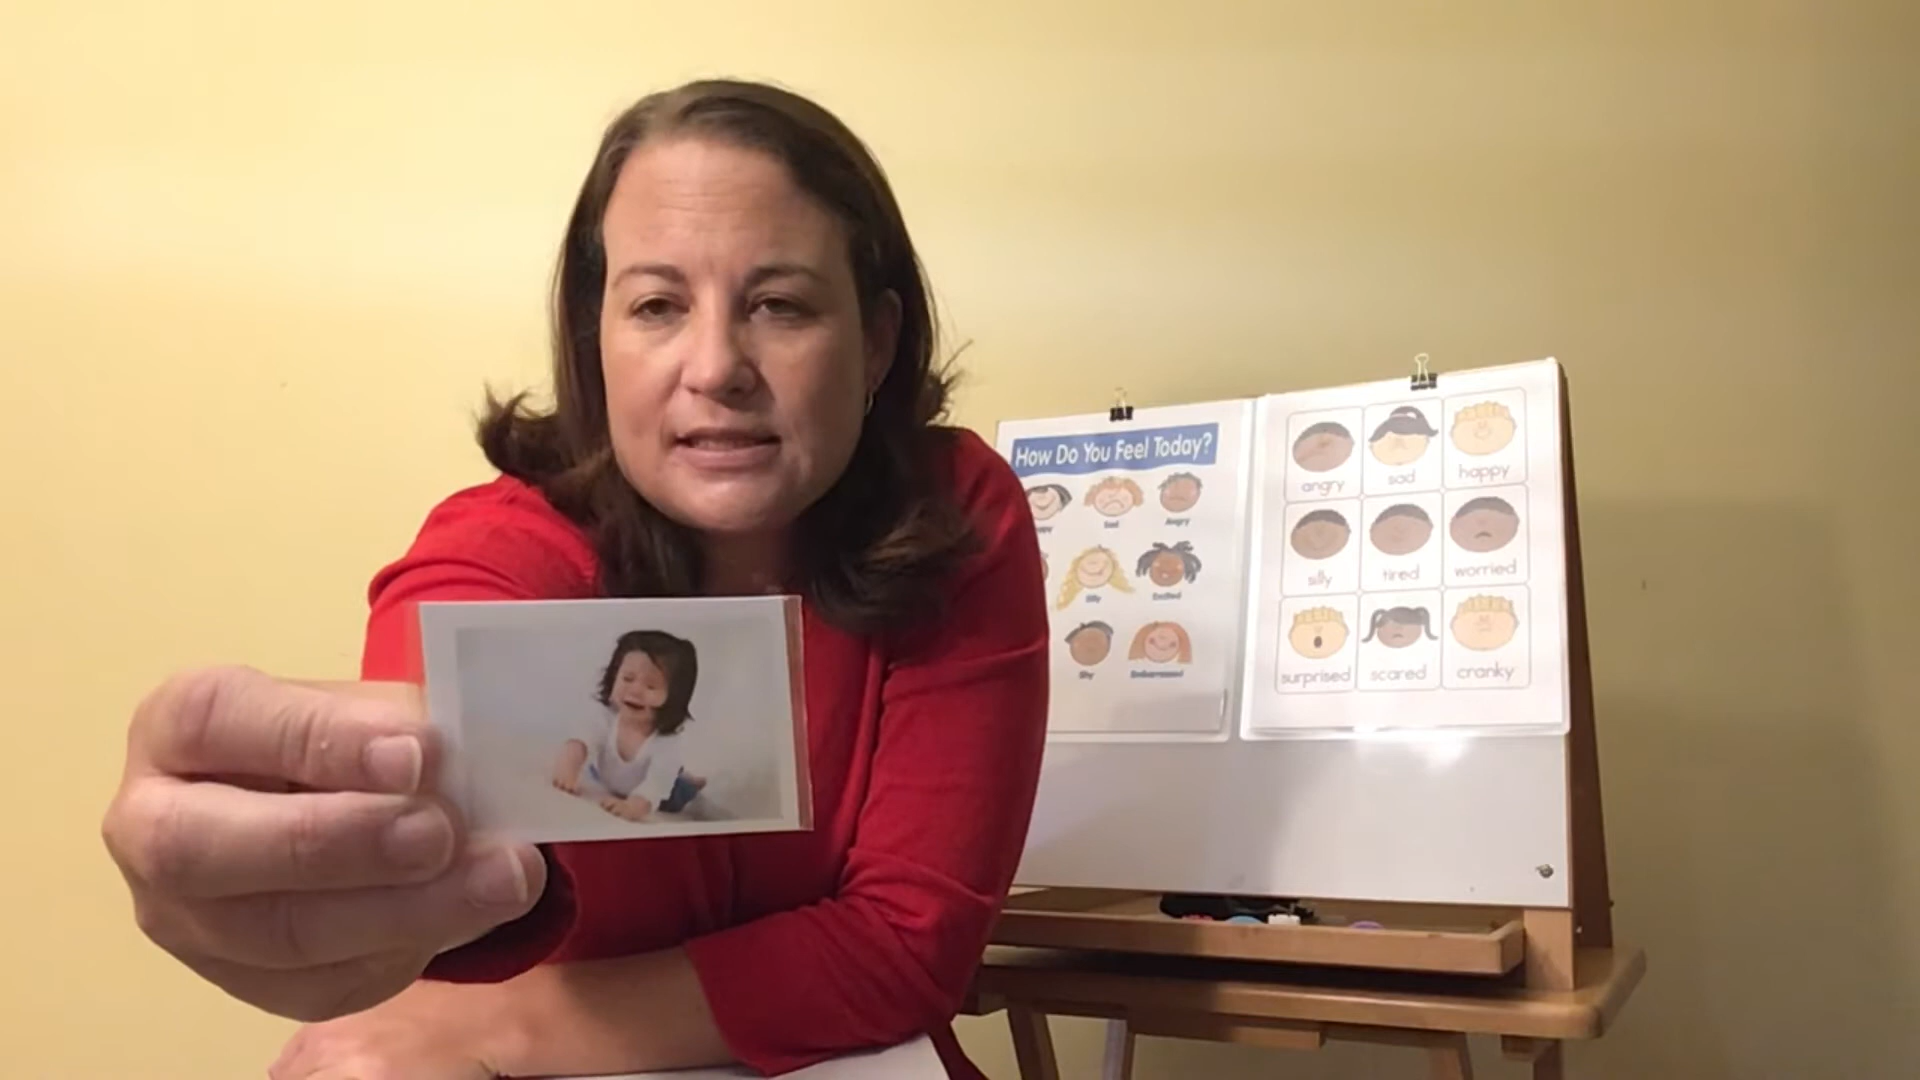 How Do You Feel Today?
Sad Angry
Silly Excited
Shy Embarrassed
angry sad happy
silly tired worried
surprised scared cranky